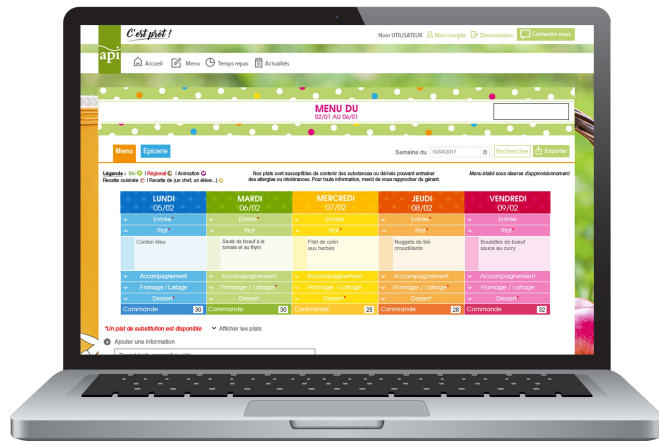 C'est prêt !
Nom UTILISATEUR Mon compte Déconnexion Contactez-nous
api
Accueil Menu Temps repas Actualités
MENU DU
02/01 AU 06/01
Menu Epicerie
Semaine du 10/04/2017 Rechercher Exporter
Légende : Bio I Régional I Animation
Recette cuisinée I Recette de (un chef, un élève...)
Nos plats sont susceptibles de contenir des substances ou dérivés pouvant entraîner
des allergies ou intolérances. Pour toute information, merci de vous rapprocher du gérant.
Menu établi sous réserve d'approvisionnement
LUNDI MARDI MERCREDI JEUDI VENDREDI
05/02 06/02 07/02 08/02 09/02
Entrée* Entrée* Entrée Entrée* Entrée*
Plat* Plat* Plat* Plat* Plat*
Cordon bleu Sauté de boeuf à la Filet de colin Nuggets de blé Boulettes de boeuf
tomate et au thym aux herbes croustillants sauce au curry
Accompagnement Accompagnement Accompagnement Accompagnement Accompagnement
Fromage / Laitage Fromage / Laitage* Fromage / Laitage Fromage / Laitage* Fromage / Laitage
Dessert* Dessert* Dessert* Dessert* Dessert*
Commande 30 Commande 30 Commande 25 Commande 28 Commande 32
*Un plat de substitution est disponible Afficher les plats
Ajouter une information